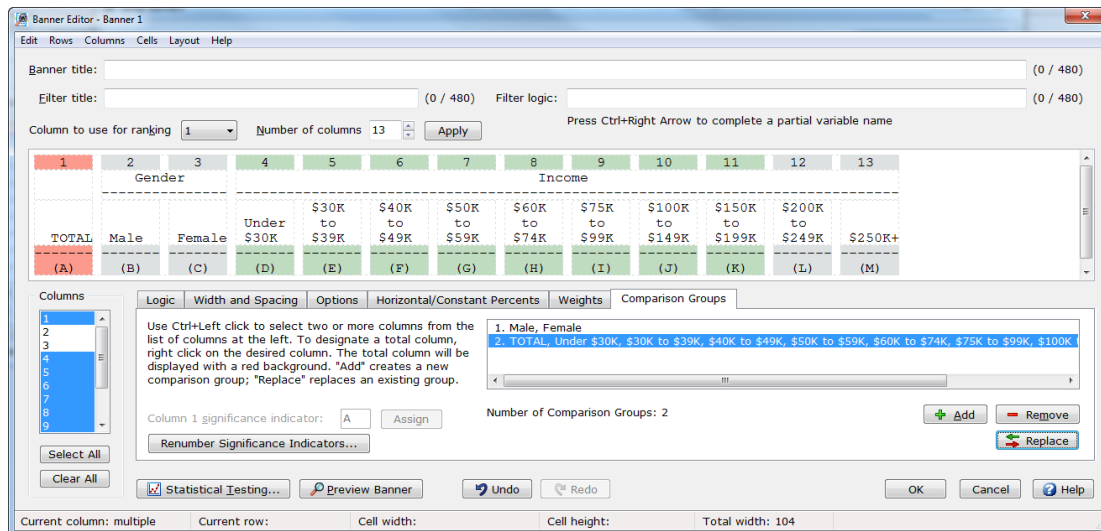 Banner Editor - Banner 1
Edit Rows Columns Cells Layout Help
Banner title: (0 / 480)
Filter title: (0 / 480) Filter logic: (0 / 480)
Column to use for ranking 1 Number of columns 13 Apply Press Ctrl+Right Arrow to complete a partial variable name
1 2 3 4 5 6 7 8 9 10 11 12 13
Gender Income
$30K $40K $50K $60K $75K $100K $150K $200K
Under to to to to to to to to
TOTAL Male Female $30K $39K $49K $59K $74K $99K $149K $199K $249K $250K+
(A) (B) (C) (D) (E) (F) (G) (H) (I) (J) (K) (L) (M)
Columns Logic Width and Spacing Options Horizontal/Constant Percents Weights Comparison Groups
1
2
3
4
5
6
7
8
9
Use Ctrl+Left click to select two or more columns from the
list of columns at the left. To designate a total column,
right click on the desired column. The total column will be
displayed with a red background. "Add" creates a new
comparison group; "Replace" replaces an existing group.
1. Male, Female
2. TOTAL, Under $30K, $30K to $39K, $40K to $49K, $50K to $59K, $60K to $74K, $75K to $99K, $100K
Column 1 significance indicator: A Assign
Number of Comparison Groups: 2 Add Remove
Renumber Significance Indicators... Replace
Select All
Clear All
Statistical Testing... Preview Banner Undo Redo OK Cancel Help
Current column: multiple Current row: Cell width: Cell height: Total width: 104